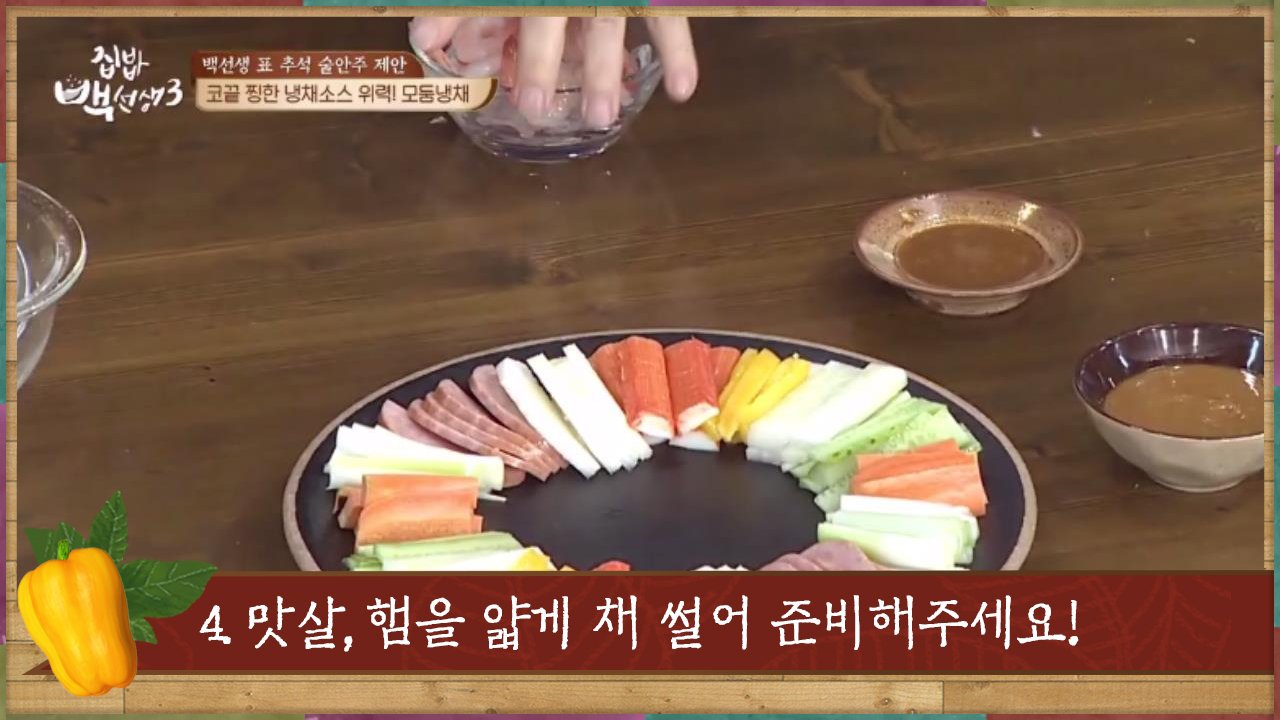 집밥
백선생3
백선생 표 추석 술안주 제안
코끝 찡한 냉채소스 위력! 모둠냉채
4. 맛살, 햄을 얇게 채 썰어 준비해주세요!